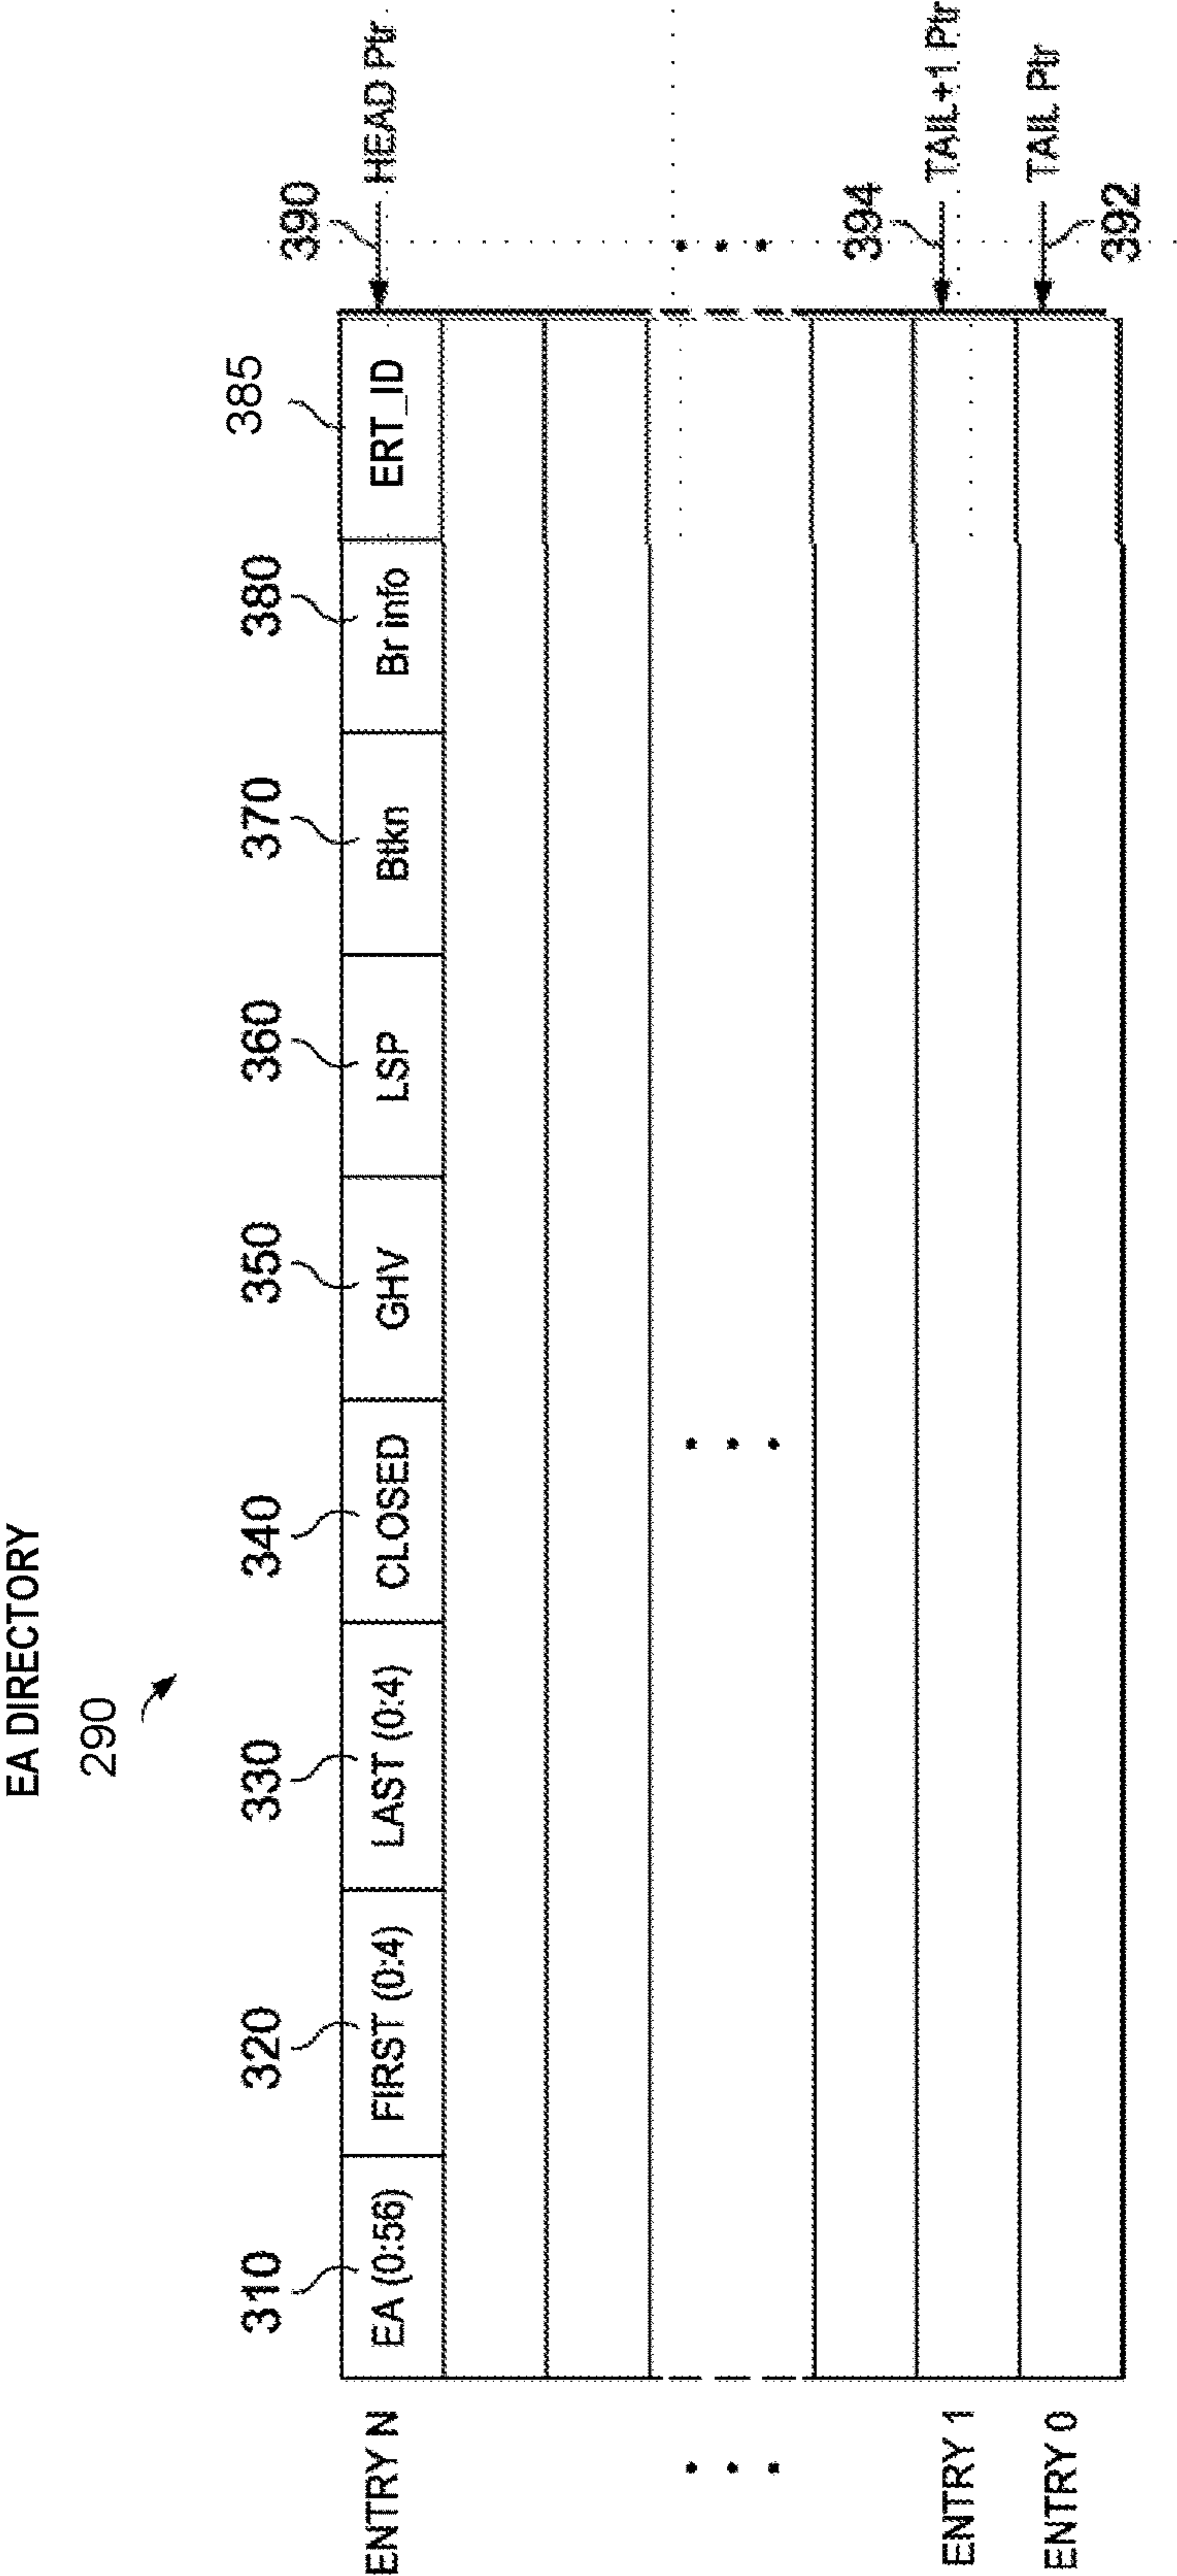 EA DIRECTORY
290
310 320 330 340 350 360 370 380 385
390
ENTRY N EA (0:56) FIRST (0:4) LAST (0:4) CLOSED GHV LSP Btkn Br info ERT_ID HEAD Ptr
394
ENTRY 1 TAIL+1 Ptr
ENTRY 0 TAIL Ptr
392